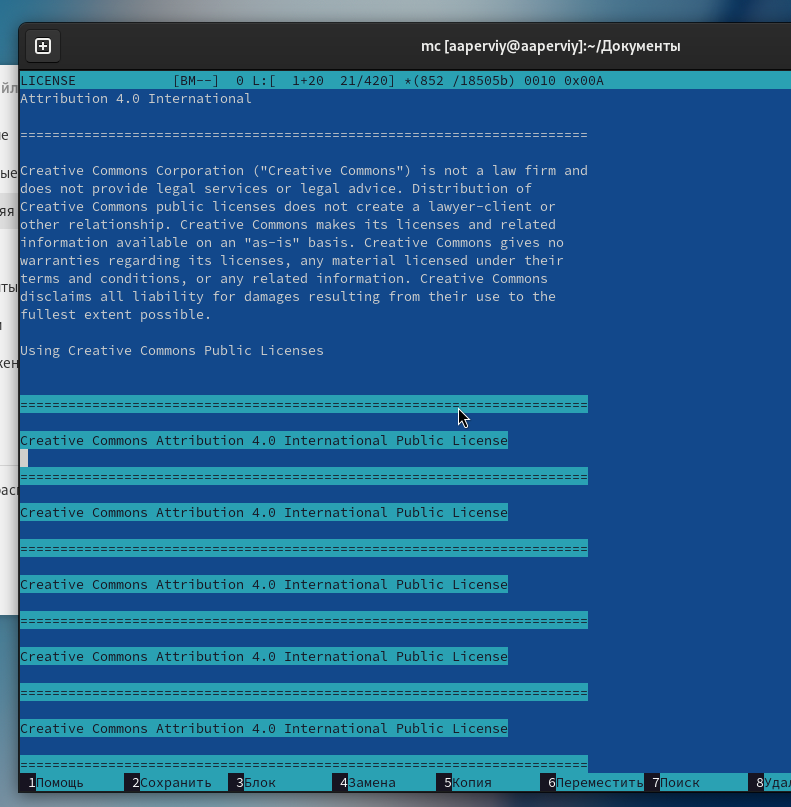 mc [aaperviy@aaperviy]:~/Документы
LICENSE            [BM--]  0 L:[  1+20  21/420] *(852 /18505b) 0010 0x00A
Attribution 4.0 International
=======================================================================
Creative Commons Corporation ("Creative Commons") is not a law firm and
does not provide legal services or legal advice. Distribution of
Creative Commons public licenses does not create a lawyer-client or
other relationship. Creative Commons makes its licenses and related
information available on an "as-is" basis. Creative Commons gives no
warranties regarding its licenses, any material licensed under their
terms and conditions, or any related information. Creative Commons
disclaims all liability for damages resulting from their use to the
fullest extent possible.
Using Creative Commons Public Licenses
=======================================================================
Creative Commons Attribution 4.0 International Public License
=======================================================================
Creative Commons Attribution 4.0 International Public License
=======================================================================
Creative Commons Attribution 4.0 International Public License
=======================================================================
Creative Commons Attribution 4.0 International Public License
=======================================================================
Creative Commons Attribution 4.0 International Public License
=======================================================================
1Помощь 2Сохранить 3Блок 4Замена 5Копия 6Переместить 7Поиск 8Удал